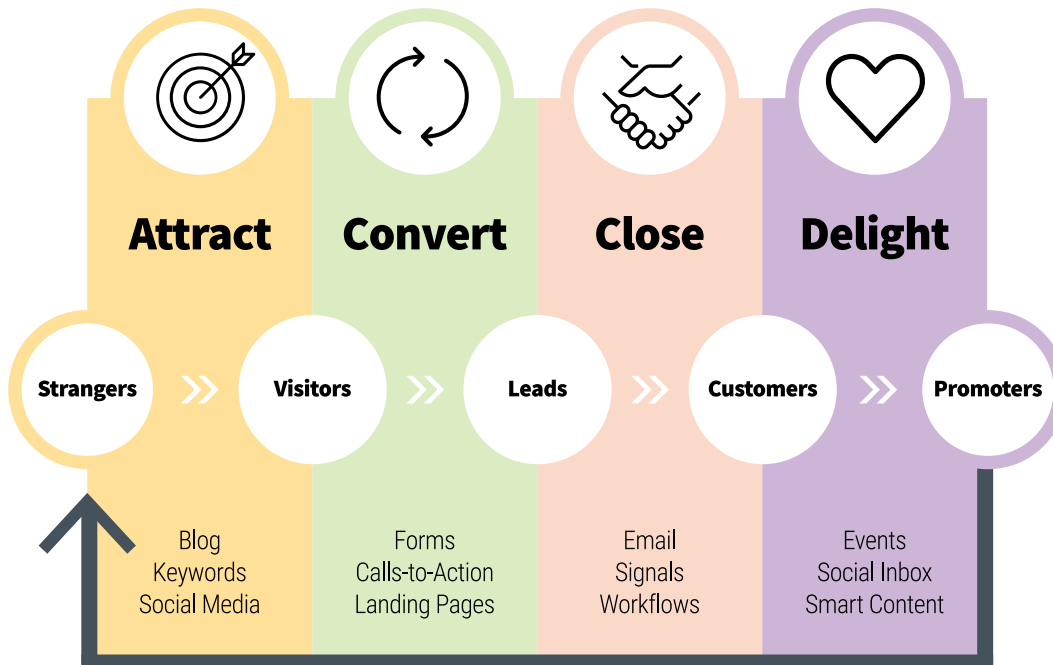 Attract
Convert
Close
Delight
Strangers
Visitors
Leads
Customers
Promoters
Blog
Keywords
Social Media
Forms
Calls-to-Action
Landing Pages
Email
Signals
Workflows
Events
Social Inbox
Smart Content